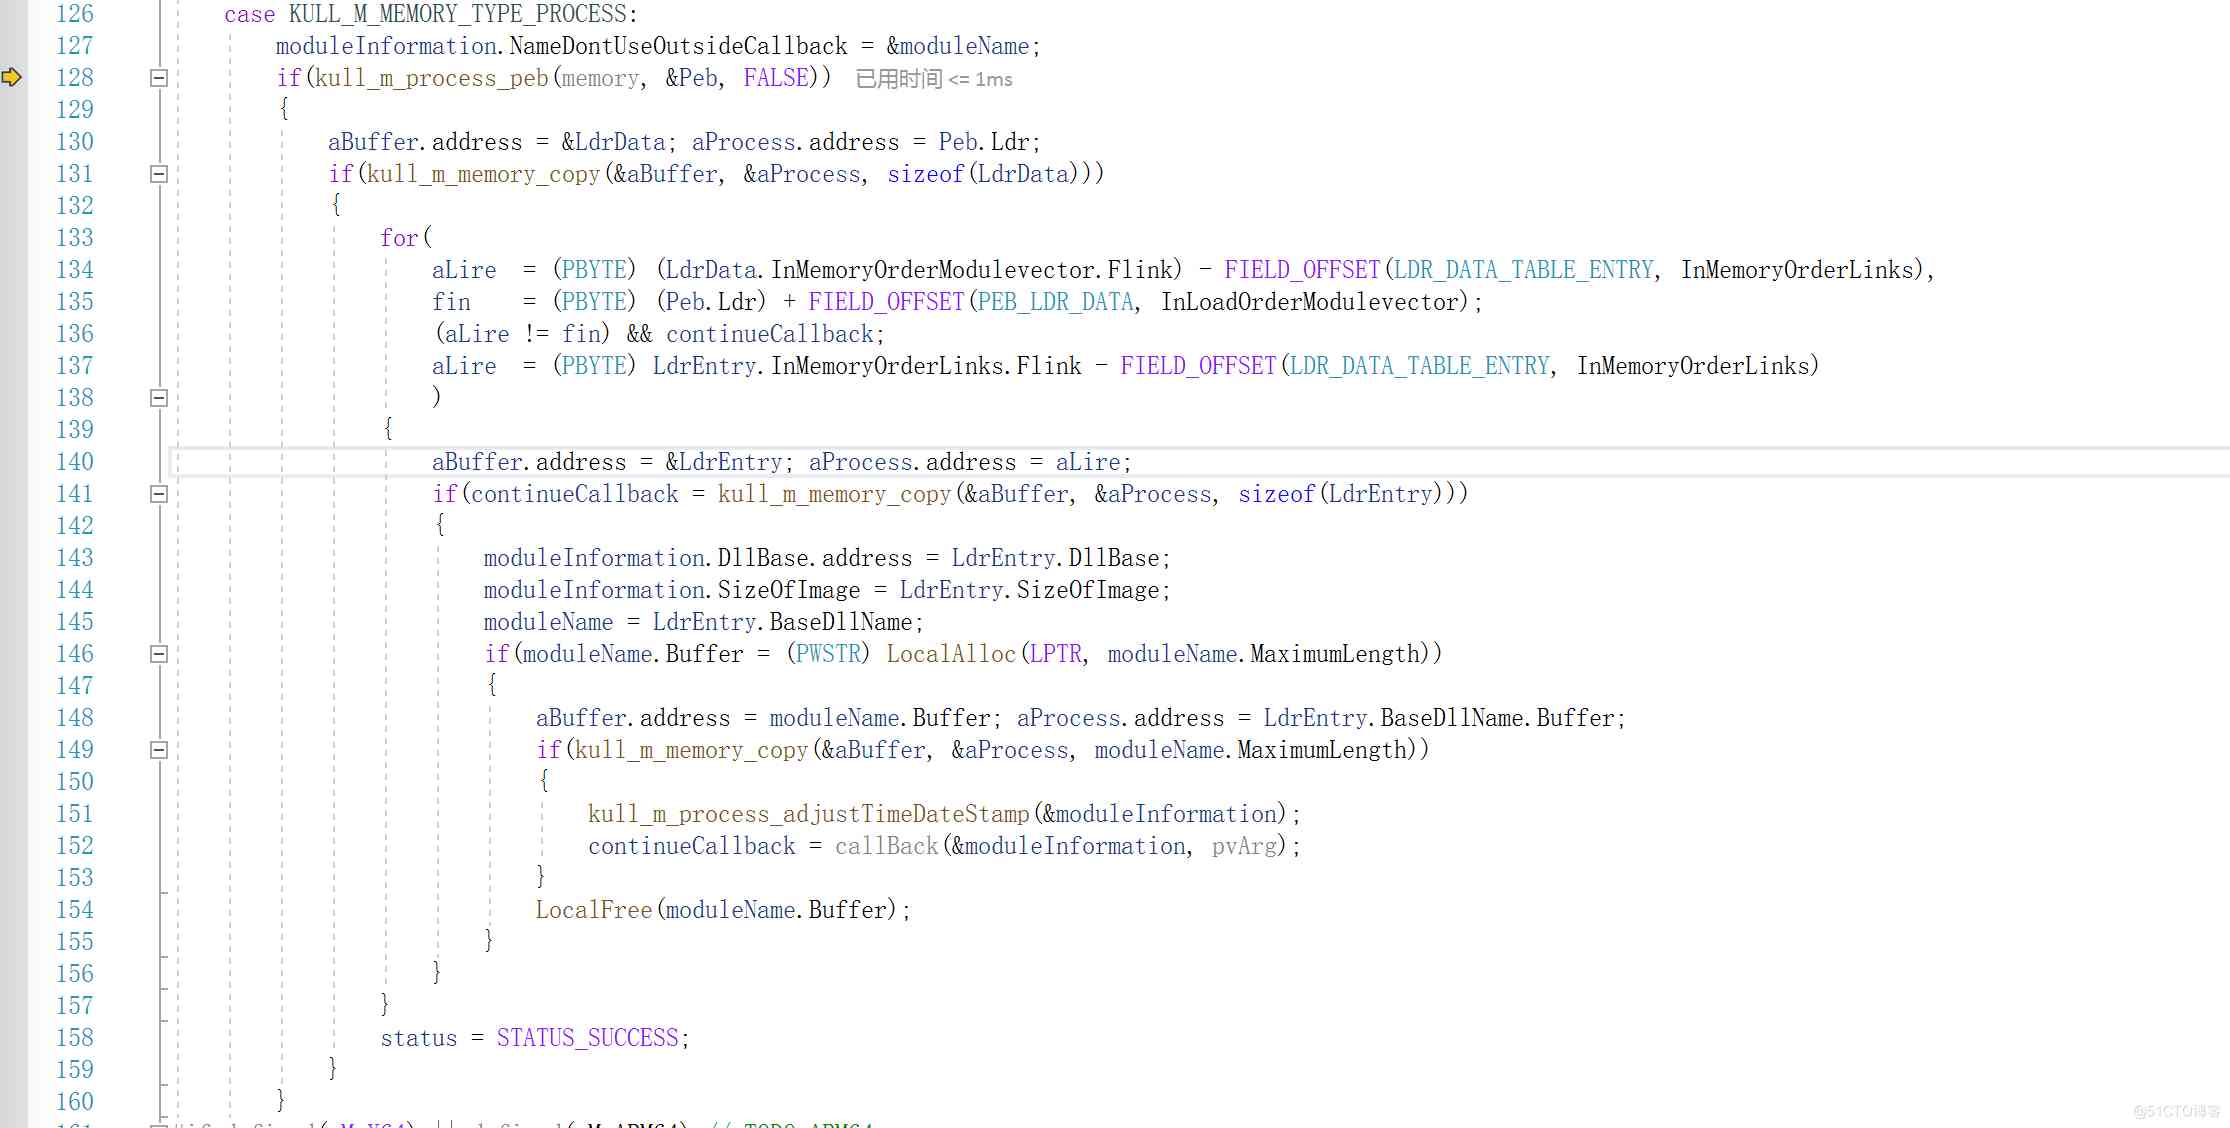 126 case KULL_M_MEMORY_TYPE_PROCESS:
127 moduleInformation.NameDontUseOutsideCallback = &moduleName;
128 if(kull_m_process_peb(memory, &Peb, FALSE)) 已用时间 <= 1ms
129 {
130 aBuffer.address = &LdrData; aProcess.address = Peb.Ldr;
131 if(kull_m_memory_copy(&aBuffer, &aProcess, sizeof(LdrData)))
132 {
133 for(
134 aLire = (PBYTE) (LdrData.InMemoryOrderModulevector.Flink) - FIELD_OFFSET(LDR_DATA_TABLE_ENTRY, InMemoryOrderLinks),
135 fin = (PBYTE) (Peb.Ldr) + FIELD_OFFSET(PEB_LDR_DATA, InLoadOrderModulevector);
136 (aLire != fin) && continueCallback;
137 aLire = (PBYTE) LdrEntry.InMemoryOrderLinks.Flink - FIELD_OFFSET(LDR_DATA_TABLE_ENTRY, InMemoryOrderLinks)
138 )
139 {
140 aBuffer.address = &LdrEntry; aProcess.address = aLire;
141 if(continueCallback = kull_m_memory_copy(&aBuffer, &aProcess, sizeof(LdrEntry)))
142 {
143 moduleInformation.DllBase.address = LdrEntry.DllBase;
144 moduleInformation.SizeOfImage = LdrEntry.SizeOfImage;
145 moduleName = LdrEntry.BaseDllName;
146 if(moduleName.Buffer = (PWSTR) LocalAlloc(LPTR, moduleName.MaximumLength))
147 {
148 aBuffer.address = moduleName.Buffer; aProcess.address = LdrEntry.BaseDllName.Buffer;
149 if(kull_m_memory_copy(&aBuffer, &aProcess, moduleName.MaximumLength))
150 {
151 kull_m_process_adjustTimeDateStamp(&moduleInformation);
152 continueCallback = callBack(&moduleInformation, pvArg);
153 }
154 LocalFree(moduleName.Buffer);
155 }
156 }
157 }
158 status = STATUS_SUCCESS;
159 }
160 }
@51CTO博客